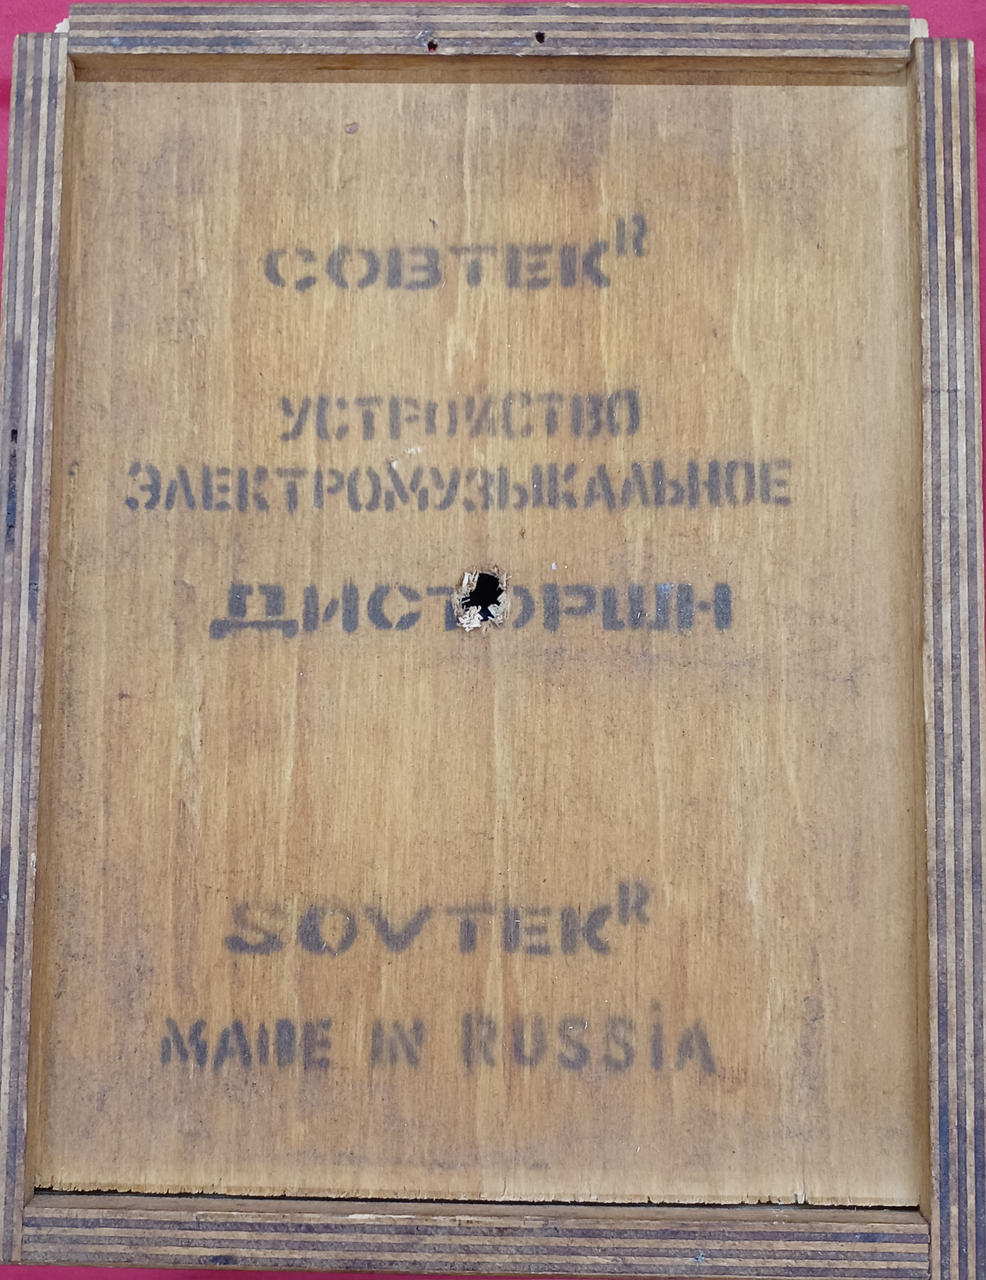 СОВТЕК R
УСТРОЙСТВО
ЭЛЕКТРОМУЗЫКАЛЬНОЕ
ДИСТОРШН
SOVTEK R
MADE IN RUSSiA